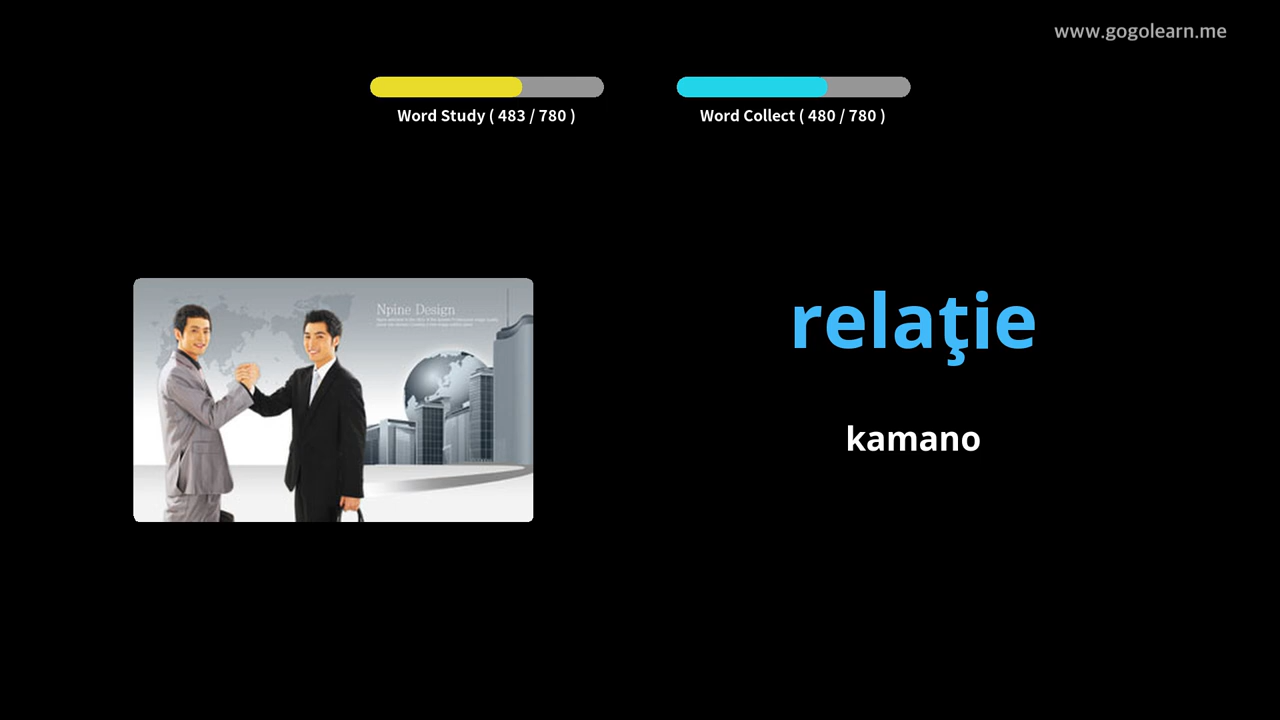 www.gogolearn.me
Word Study ( 483 / 780 )
Word Collect ( 480 / 780 )
Npine Design
relaţie
kamano